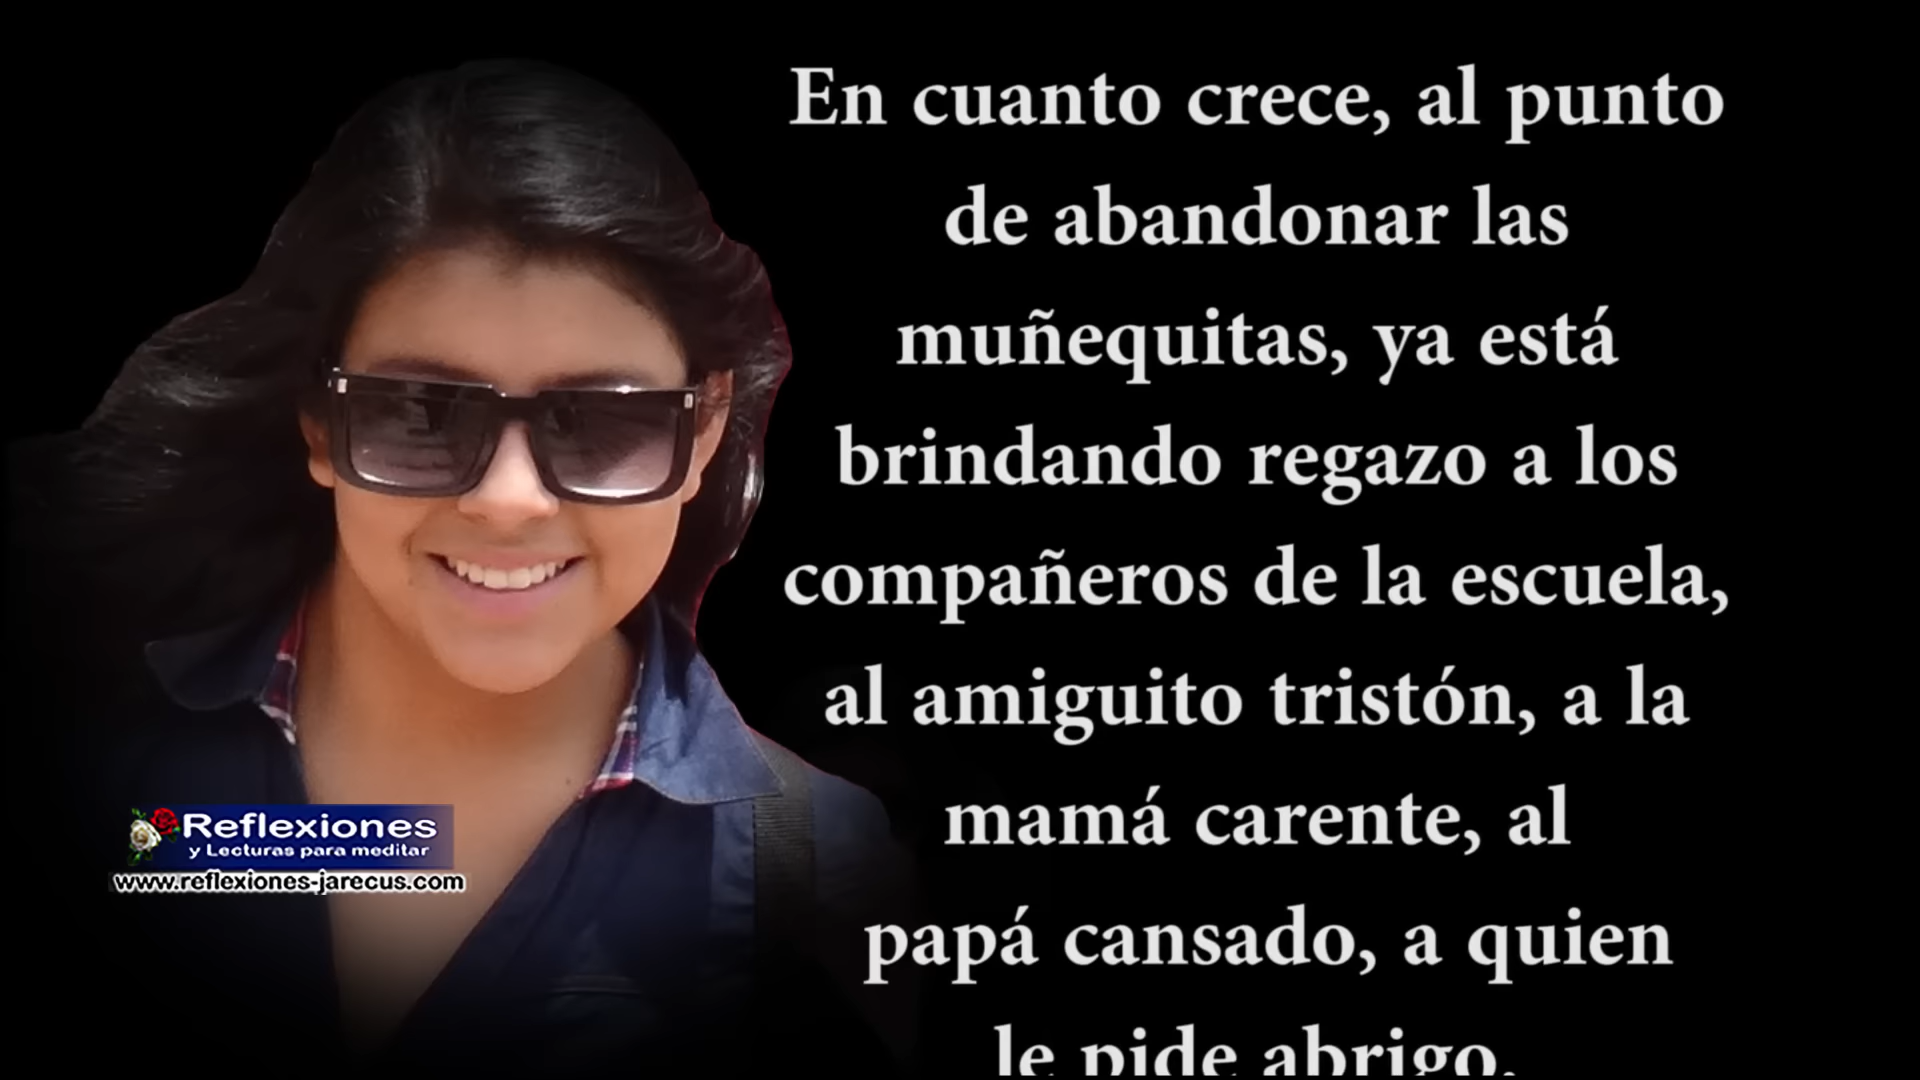 En cuanto crece, al punto
de abandonar las
muñequitas, ya está
brindando regazo a los
compañeros de la escuela,
al amiguito tristón, a la
mamá carente, al
papá cansado, a quien
le pide abrigo.
Reflexiones
y Lecturas para meditar
www.reflexiones-jarecus.com